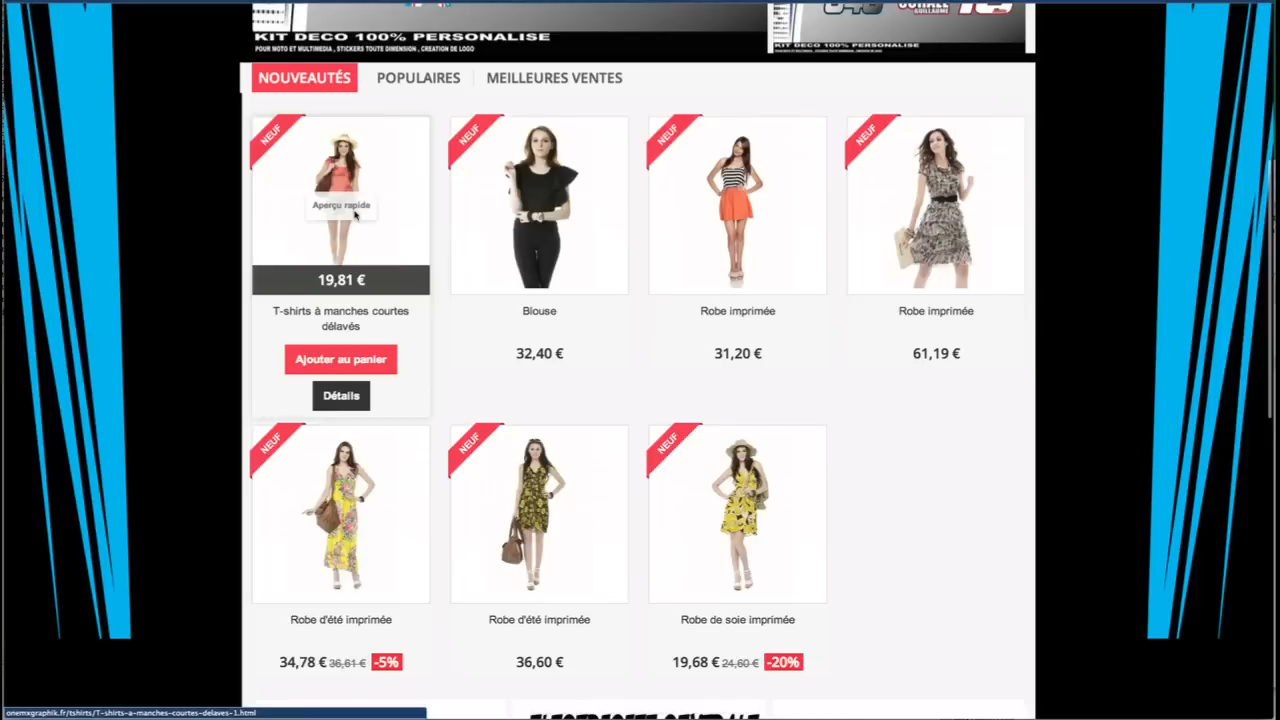 KIT DECO 100% PERSONALISE
POUR MOTO ET MULTIMEDIA , STICKERS TOUTE DIMENSION , CREATION DE LOGO
KIT DECO 100% PERSONALISE
NOUVEAUTÉS POPULAIRES MEILLEURES VENTES
NEUF NEUF NEUF NEUF
Aperçu rapide
19,81 €
T-shirts à manches courtes
délavés
Ajouter au panier
Détails
Blouse
32,40 €
Robe imprimée
31,20 €
Robe imprimée
61,19 €
NEUF NEUF NEUF
Robe d'été imprimée
34,78 € 36,61 € -5%
Robe d'été imprimée
36,60 €
Robe de soie imprimée
19,68 € 24,60 € -20%
onemxgraphik.fr/tshirts/T-shirts-a-manches-courtes-delaves-1.html